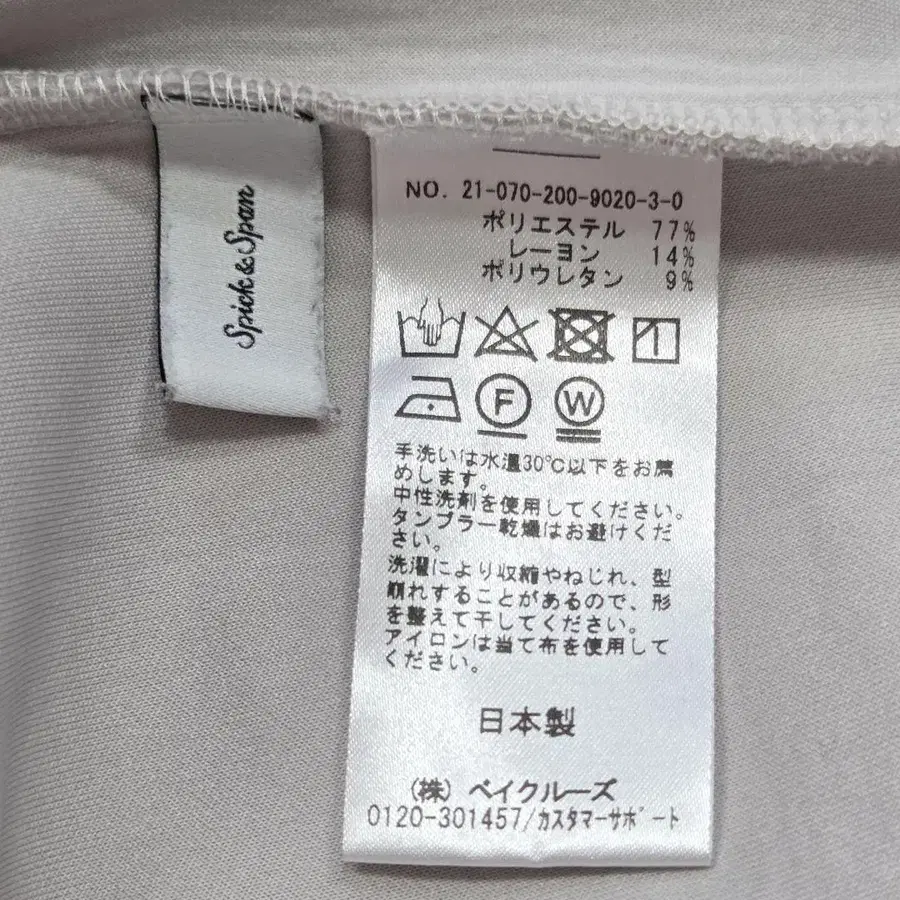 Spick & Span
NO. 21-070-200-9020-3-0
ポリエステル 77%
レーヨン 14%
ポリウレタン 9%
F W
手洗いは水温30℃以下をお薦
めします。
中性洗剤を使用してください。
タンブラー乾燥はお避けくだ
さい。
洗濯により収縮やねじれ、型
崩れすることがあるので、形
を整えて干してください。
アイロンは当て布を使用して
ください。
日本製
(株) ベイクルーズ
0120-301457/カスタマーサポート